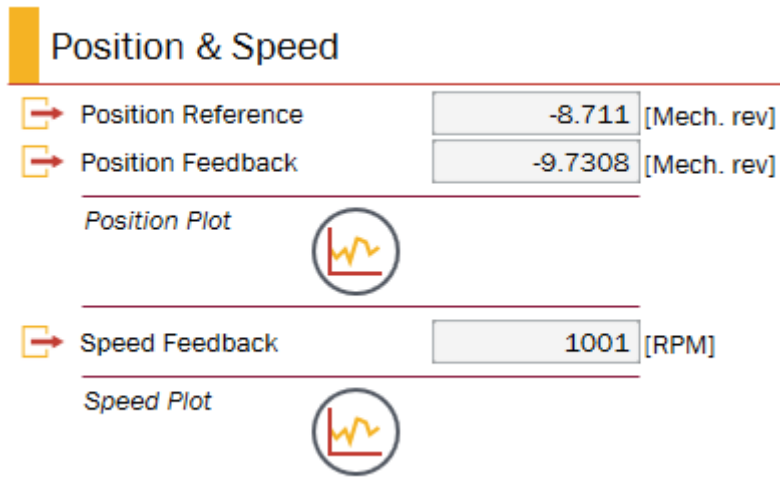 Position & Speed
Position Reference -8.711 [Mech. rev]
Position Feedback -9.7308 [Mech. rev]
Position Plot
Speed Feedback 1001 [RPM]
Speed Plot